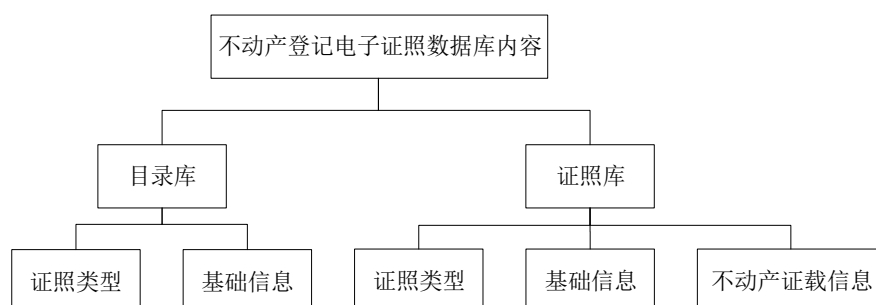 不动产登记电子证照数据库内容
目录库
证照库
证照类型
基础信息
证照类型
基础信息
不动产证载信息